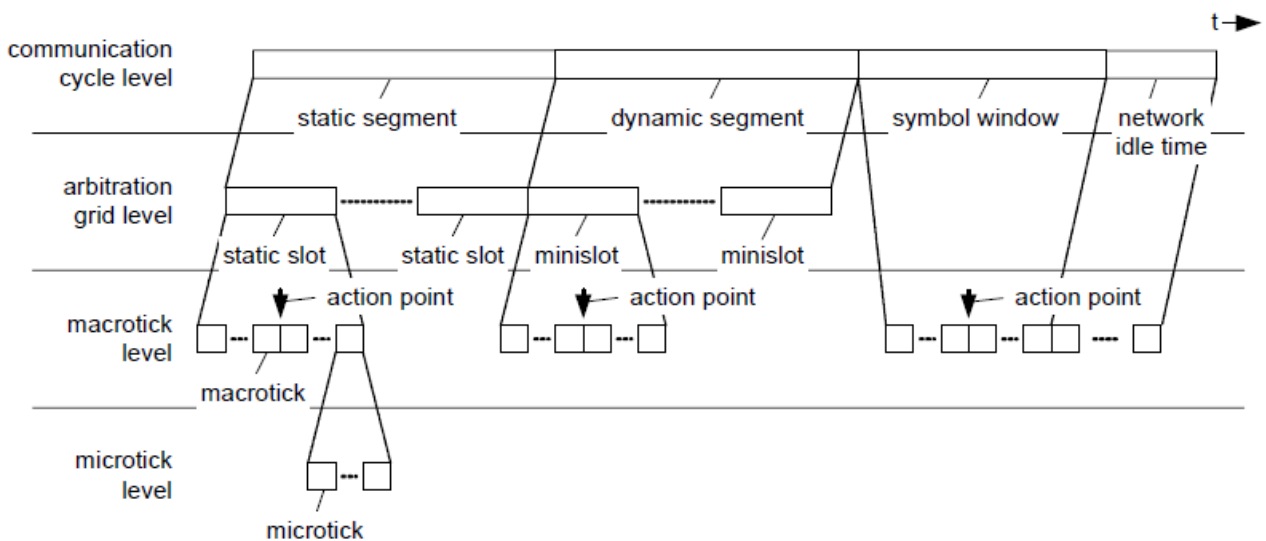 t
communication
cycle level
static segment
dynamic segment
symbol window
network
idle time
arbitration
grid level
static slot
static slot
minislot
minislot
action point
action point
action point
macrotick
level
macrotick
microtick
level
microtick